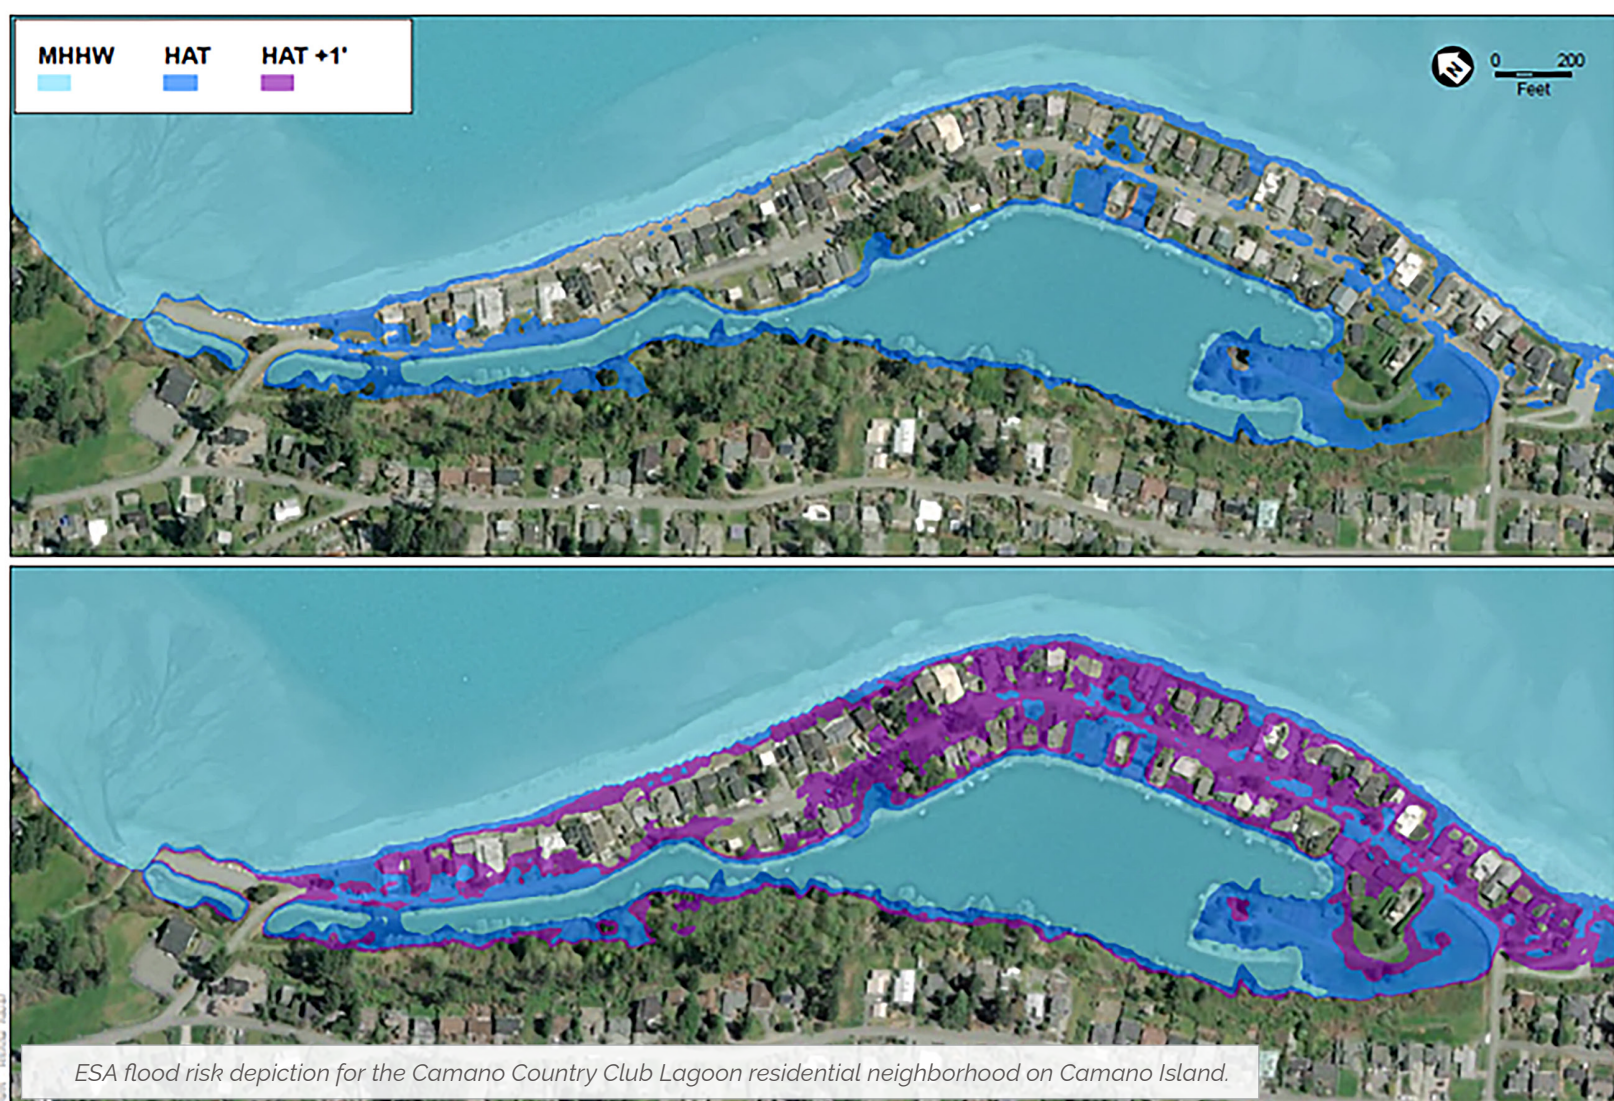 MHHW HAT HAT +1'
N
0 200
Feet
ESA flood risk depiction for the Camano Country Club Lagoon residential neighborhood on Camano Island.